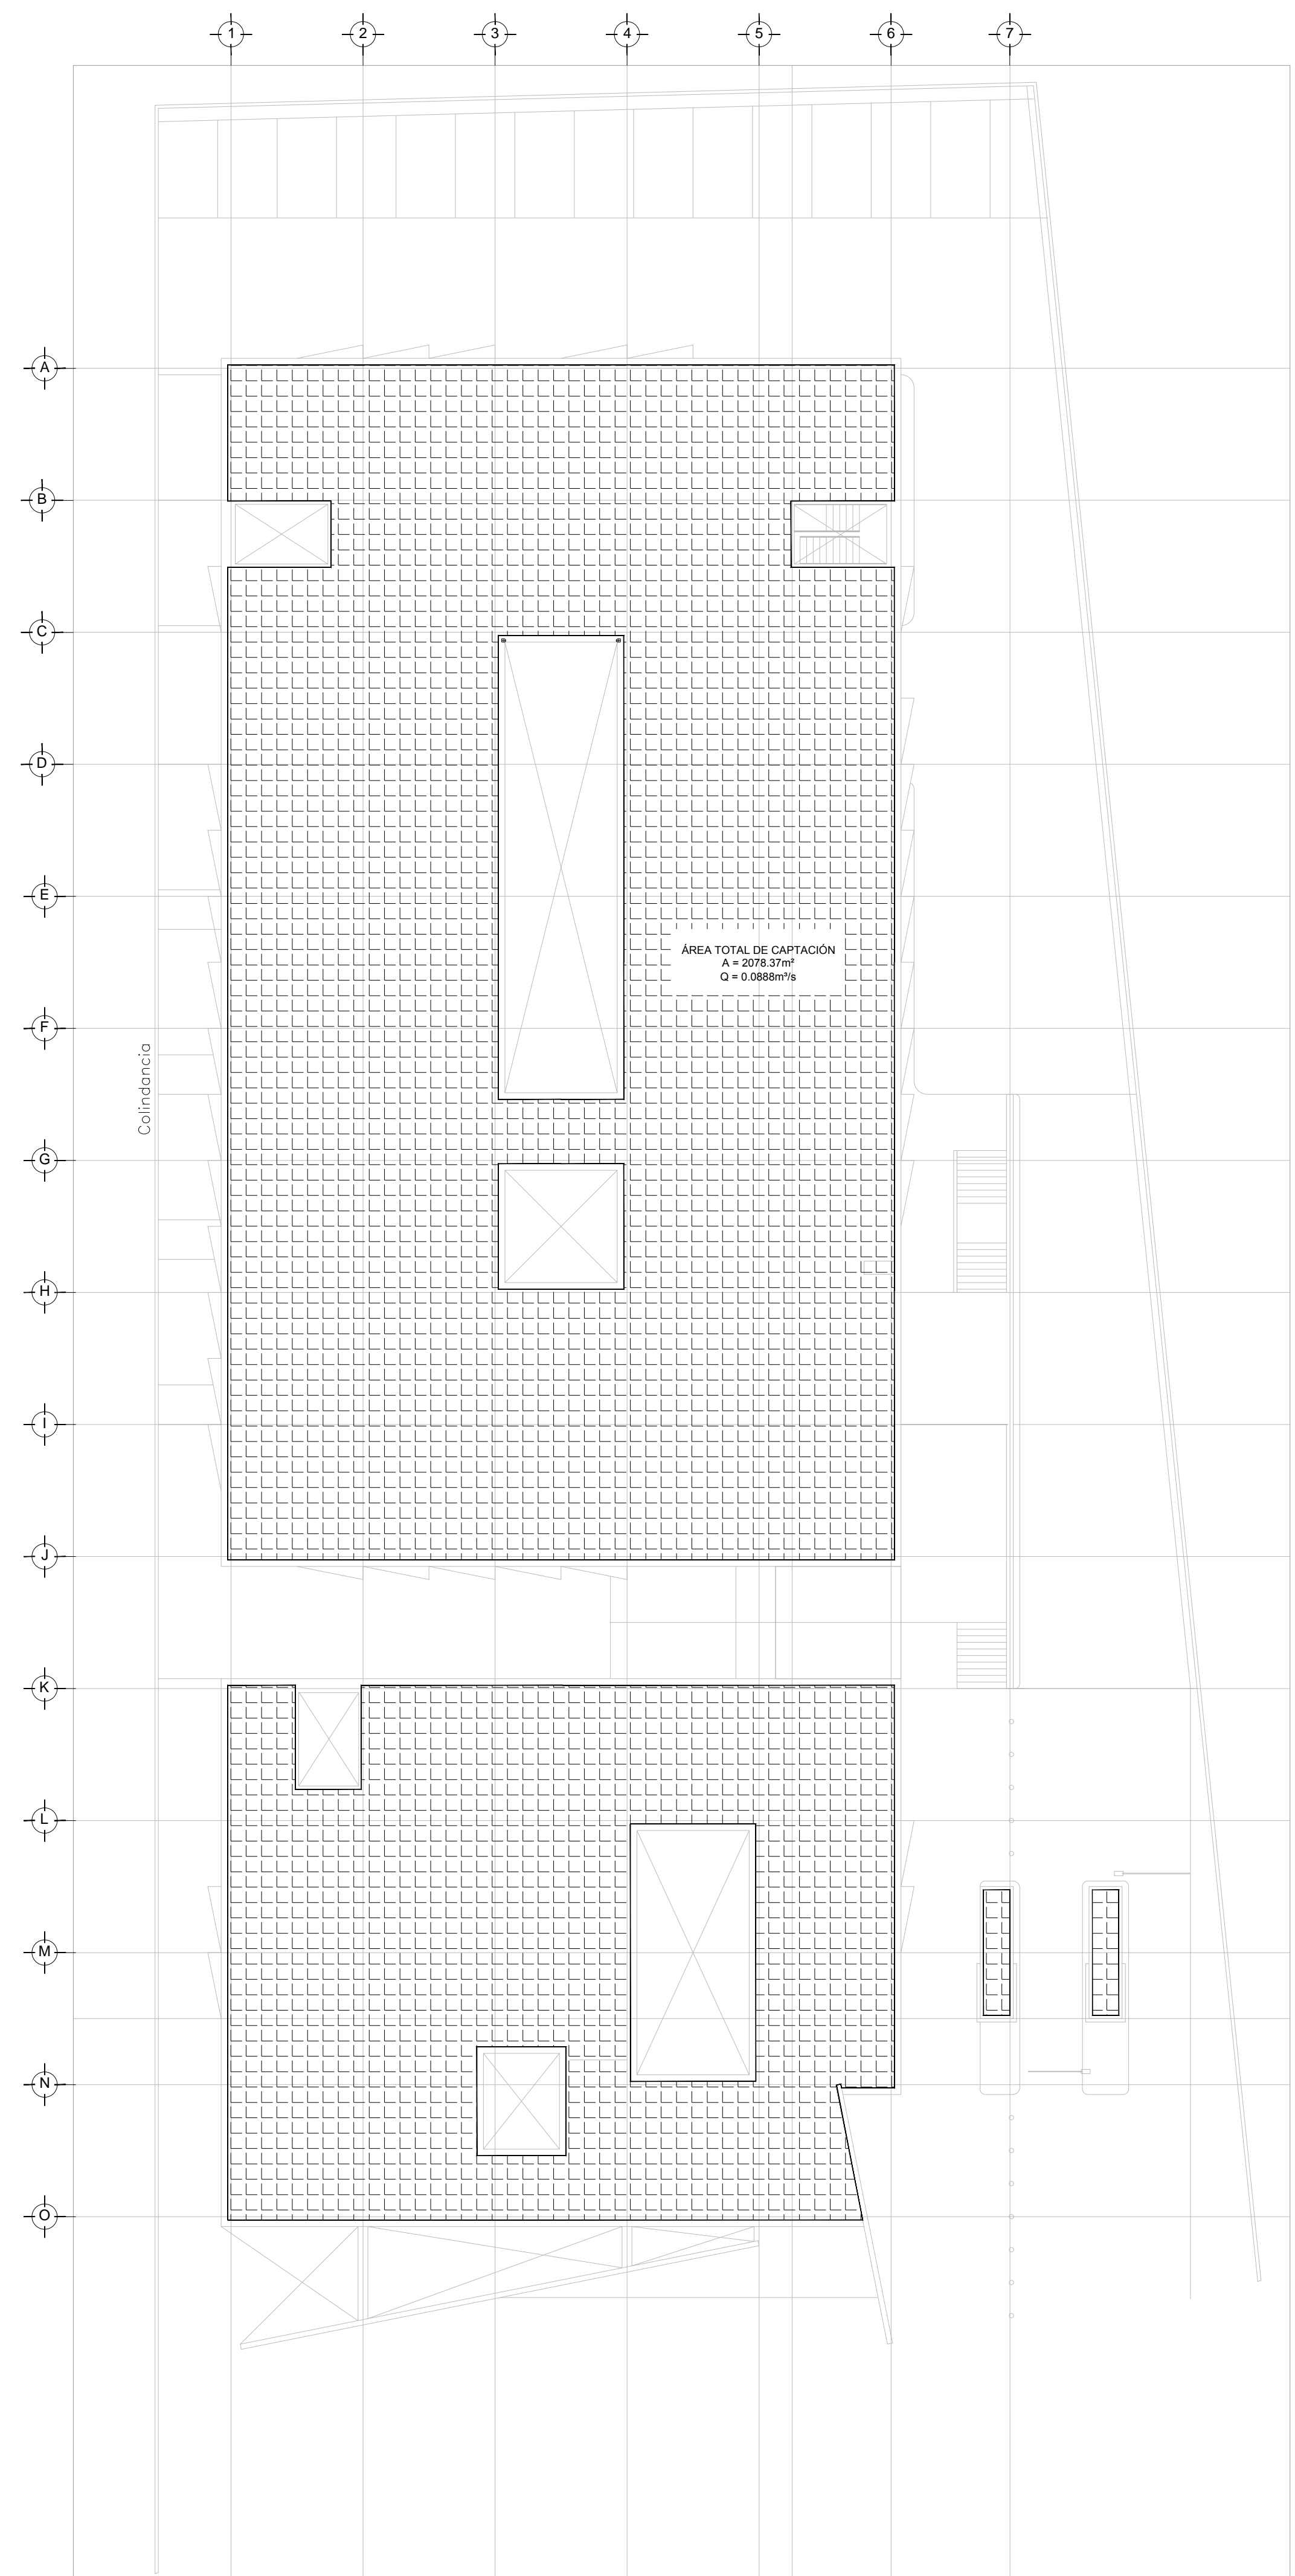 1 2 3 4 5 6 7
A
B
C
D
E
ÁREA TOTAL DE CAPTACIÓN
A = 2078.37m²
Q = 0.0888m³/s
F
Colindancia
G
H
I
J
K
L
M
N
O